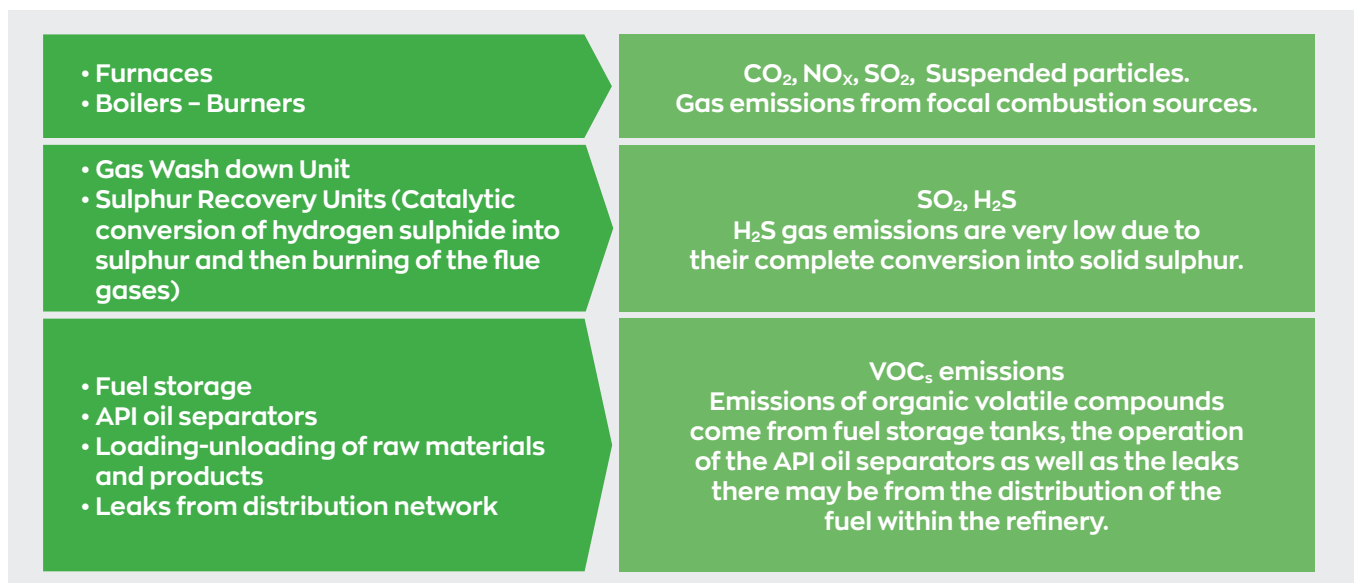 • Furnaces
• Boilers – Burners
CO₂, NOₓ, SO₂, Suspended particles.
Gas emissions from focal combustion sources.
• Gas Wash down Unit
• Sulphur Recovery Units (Catalytic
conversion of hydrogen sulphide into
sulphur and then burning of the flue
gases)
SO₂, H₂S
H₂S gas emissions are very low due to
their complete conversion into solid sulphur.
• Fuel storage
• API oil separators
• Loading-unloading of raw materials
and products
• Leaks from distribution network
VOCₛ emissions
Emissions of organic volatile compounds
come from fuel storage tanks, the operation
of the API oil separators as well as the leaks
there may be from the distribution of the
fuel within the refinery.